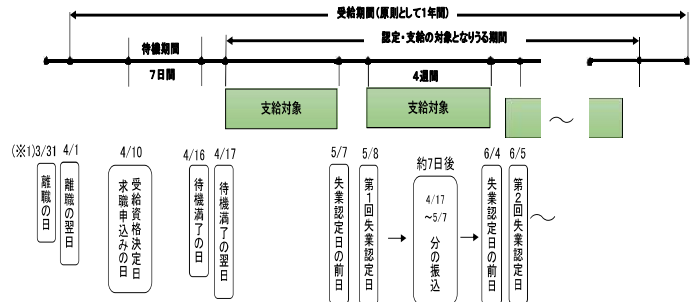 受給期間（原則として１年間）
待機期間
認定・支給の対象となりうる期間
７日間
４週間
支給対象
支給対象
～
(※1)3/31
4/1
4/10
4/16
4/17
5/7
5/8
約7日後
6/4
6/5
離職の日
離職の翌日
受給資格決定日
求職申込みの日
待機満了の日
待機満了の翌日
失業認定日の前日
第１回失業認定日
→
4/17
～5/7
分の振込
→
失業認定日の前日
第２回失業認定日
～